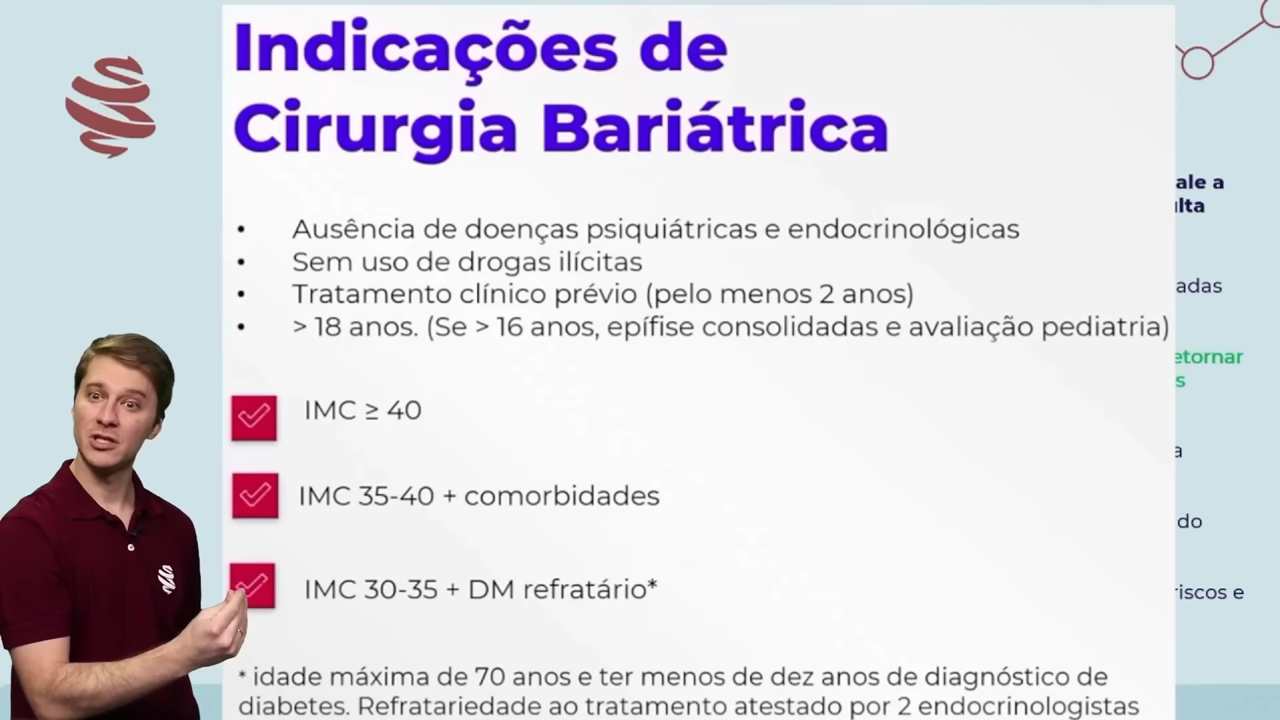 Indicações de
Cirurgia Bariátrica
• Ausência de doenças psiquiátricas e endocrinológicas
• Sem uso de drogas ilícitas
• Tratamento clínico prévio (pelo menos 2 anos)
• > 18 anos. (Se > 16 anos, epífise consolidadas e avaliação pediatria)
IMC ≥ 40
IMC 35-40 + comorbidades
IMC 30-35 + DM refratário*
* idade máxima de 70 anos e ter menos de dez anos de diagnóstico de
diabetes. Refratariedade ao tratamento atestado por 2 endocrinologistas
a
do
riscos e